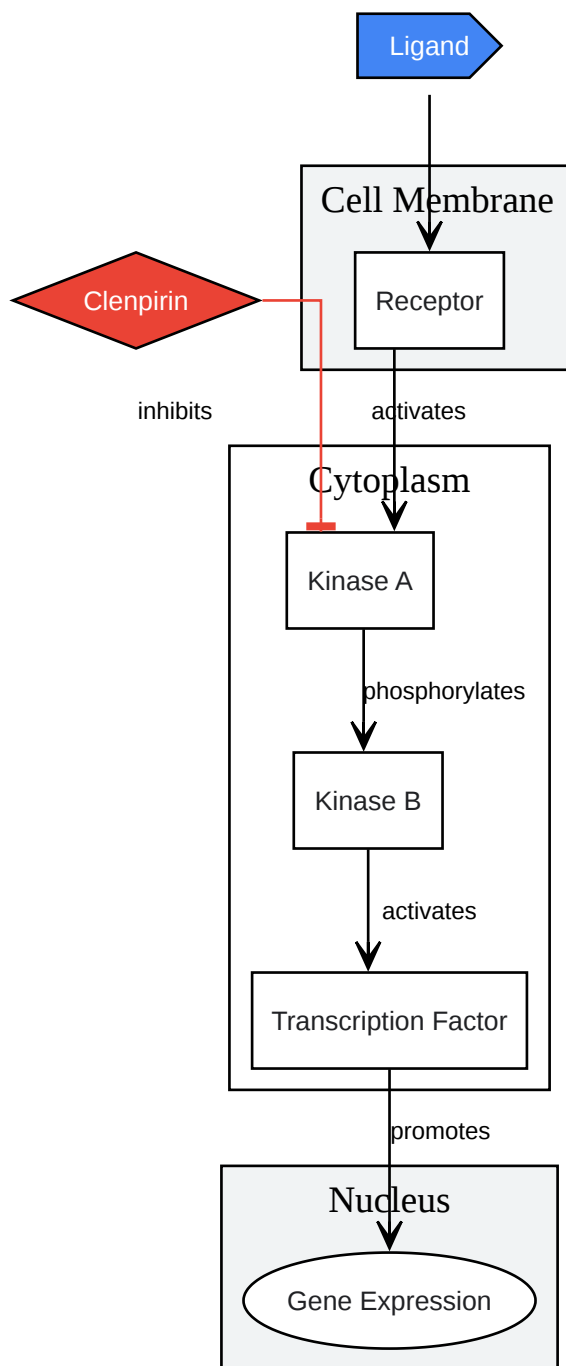 Ligand
Cell Membrane
Clenpirin
Receptor
inhibits
activates
Cytoplasm
Kinase A
phosphorylates
Kinase B
activates
Transcription Factor
promotes
Nucleus
Gene Expression